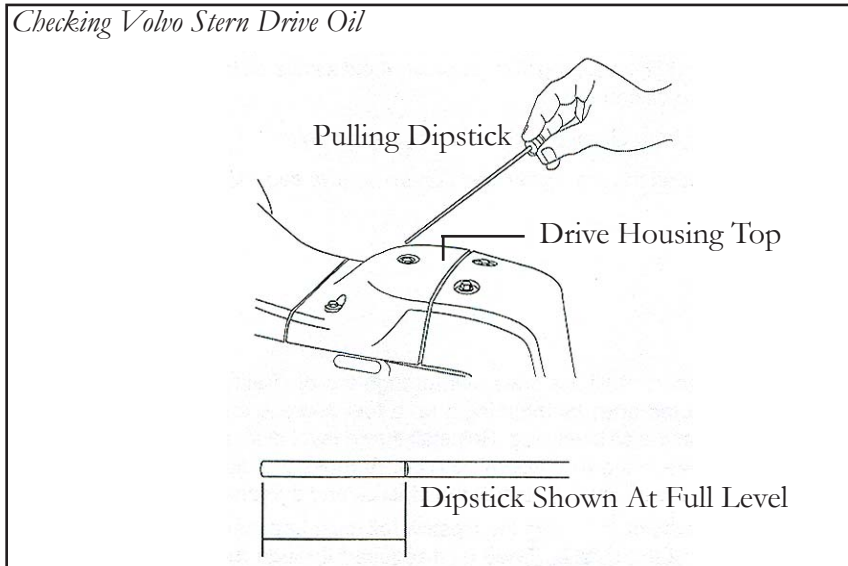 Checking Volvo Stern Drive Oil
Pulling Dipstick
Drive Housing Top
Dipstick Shown At Full Level